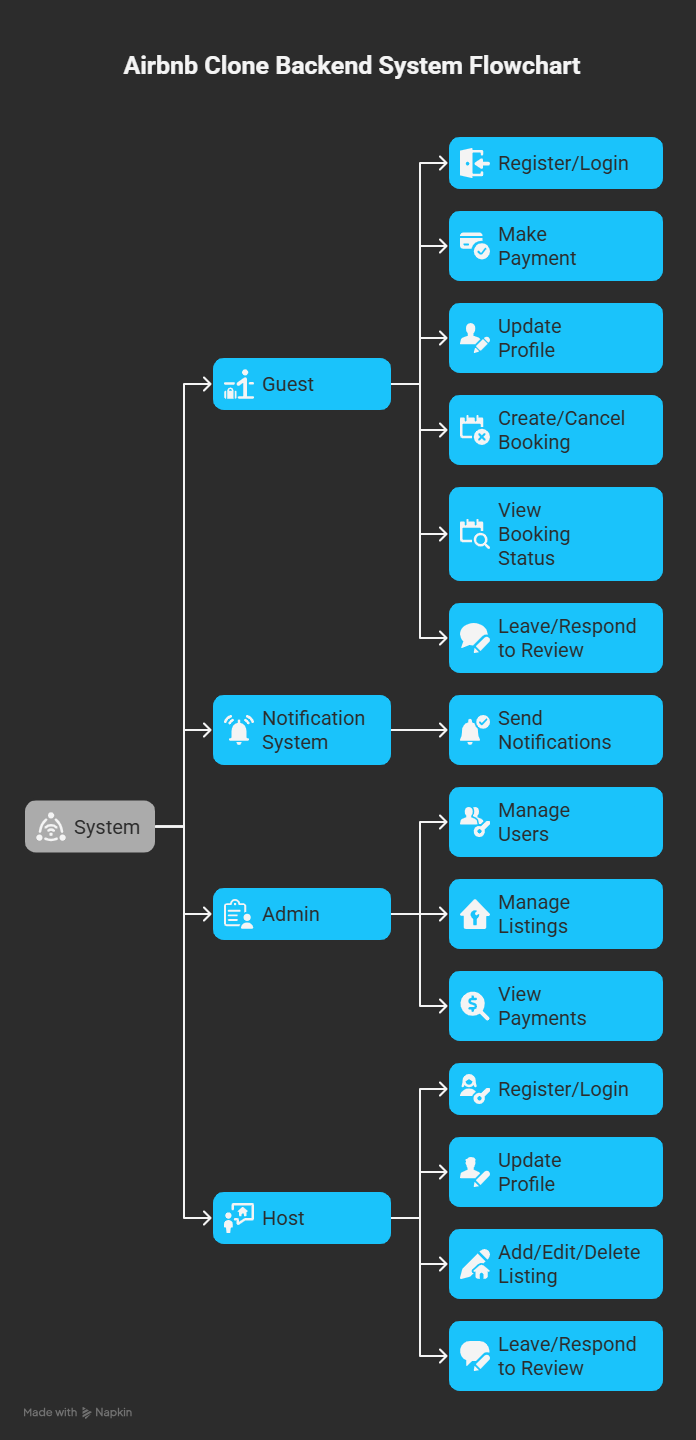 Airbnb Clone Backend System Flowchart
Register/Login
Make
Payment
Update
Profile
Guest
Create/Cancel
Booking
View
Booking
Status
Leave/Respond
to Review
Notification
System
Send
Notifications
System
Manage
Users
Admin
Manage
Listings
View
Payments
Register/Login
Update
Profile
Host
Add/Edit/Delete
Listing
Leave/Respond
to Review
Made with Napkin